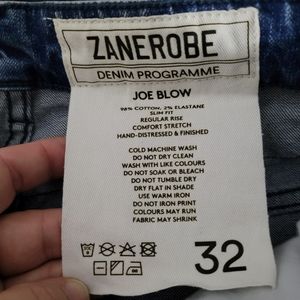 ZANEROBE
DENIM PROGRAMME
JOE BLOW
98% COTTON, 2% ELASTANE
SLIM FIT
REGULAR RISE
COMFORT STRETCH
HAND-DISTRESSED & FINISHED
COLD MACHINE WASH
DO NOT DRY CLEAN
WASH WITH LIKE COLOURS
DO NOT SOAK OR BLEACH
DO NOT TUMBLE DRY
DRY FLAT IN SHADE
USE WARM IRON
DO NOT IRON PRINT
COLOURS MAY RUN
FABRIC MAY SHRINK
32